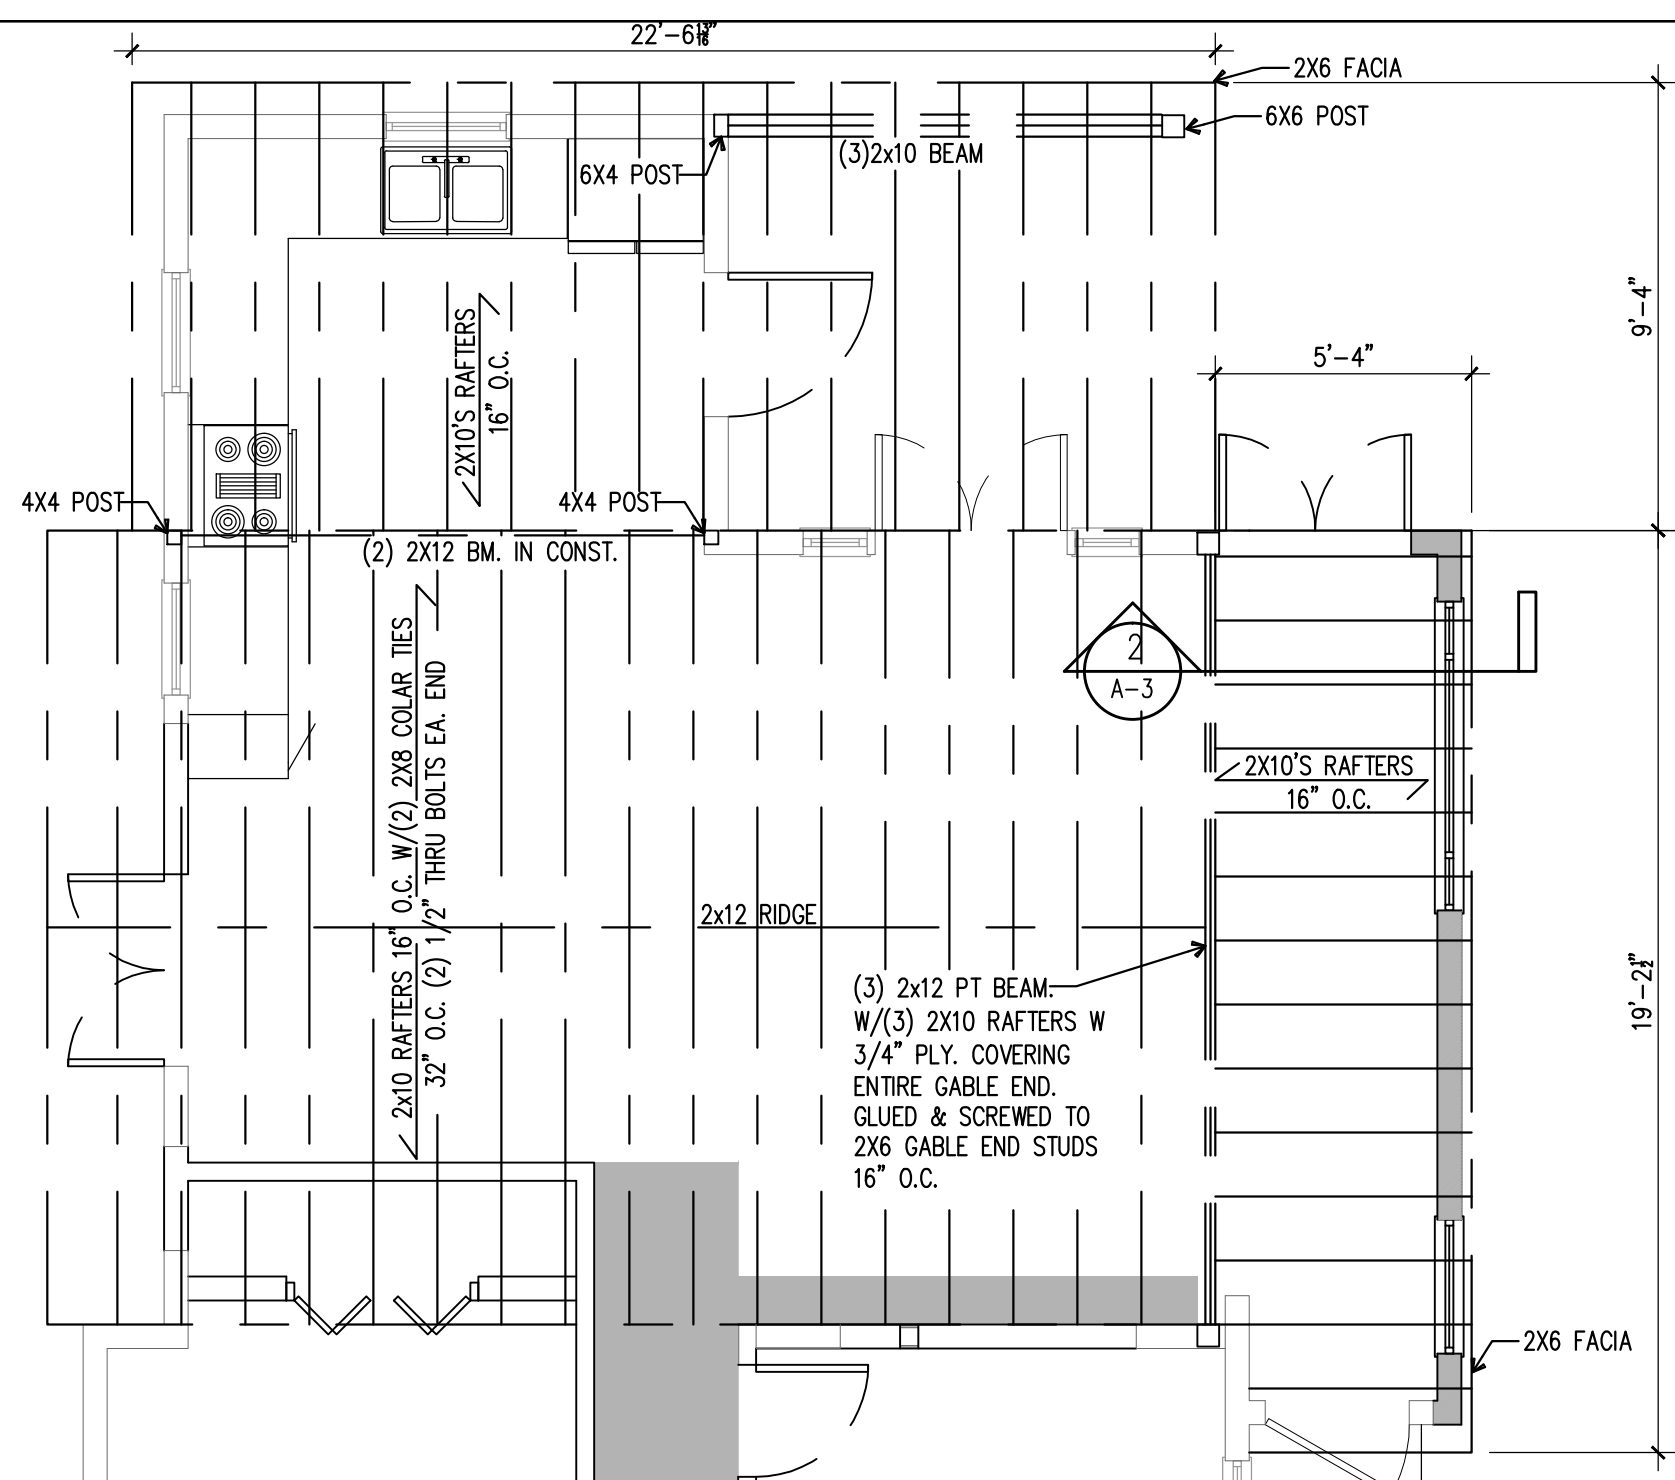 22'-6 13/16"
2X6 FACIA
6X6 POST
(3)2x10 BEAM
6X4 POST
9'-4"
5'-4"
2X10'S RAFTERS
16" O.C.
4X4 POST
4X4 POST
(2) 2X12 BM. IN CONST.
2
A-3
2X10'S RAFTERS
16" O.C.
2x10 RAFTERS 16" O.C. W/(2) 2X8 COLAR TIES
32" O.C. (2) 1/2" THRU BOLTS EA. END
2x12 RIDGE
(3) 2x12 PT BEAM.
W/(3) 2X10 RAFTERS W
3/4" PLY. COVERING
ENTIRE GABLE END.
GLUED & SCREWED TO
2X6 GABLE END STUDS
16" O.C.
19'-2 1/2"
2X6 FACIA